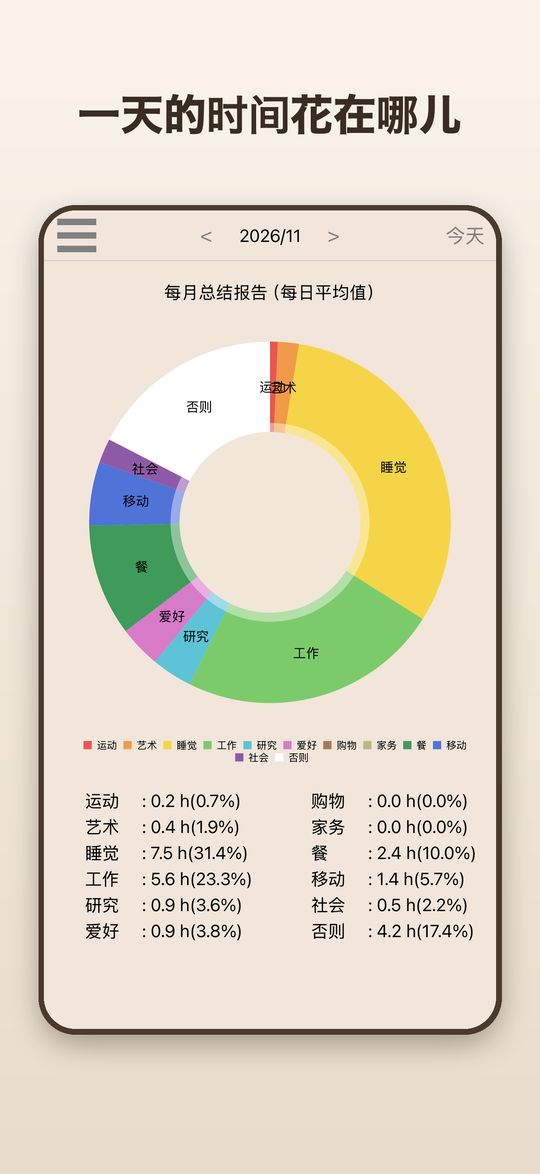 一天的时间花在哪儿
< 2026/11 > 今天
每月总结报告 (每日平均值)
运动 艺术
否则
睡觉
社会
移动
餐
爱好
研究
工作
运动 艺术 睡觉 工作 研究 爱好 购物 家务 餐 移动
社会 否则
运动 : 0.2 h(0.7%) 购物 : 0.0 h(0.0%)
艺术 : 0.4 h(1.9%) 家务 : 0.0 h(0.0%)
睡觉 : 7.5 h(31.4%) 餐 : 2.4 h(10.0%)
工作 : 5.6 h(23.3%) 移动 : 1.4 h(5.7%)
研究 : 0.9 h(3.6%) 社会 : 0.5 h(2.2%)
爱好 : 0.9 h(3.8%) 否则 : 4.2 h(17.4%)